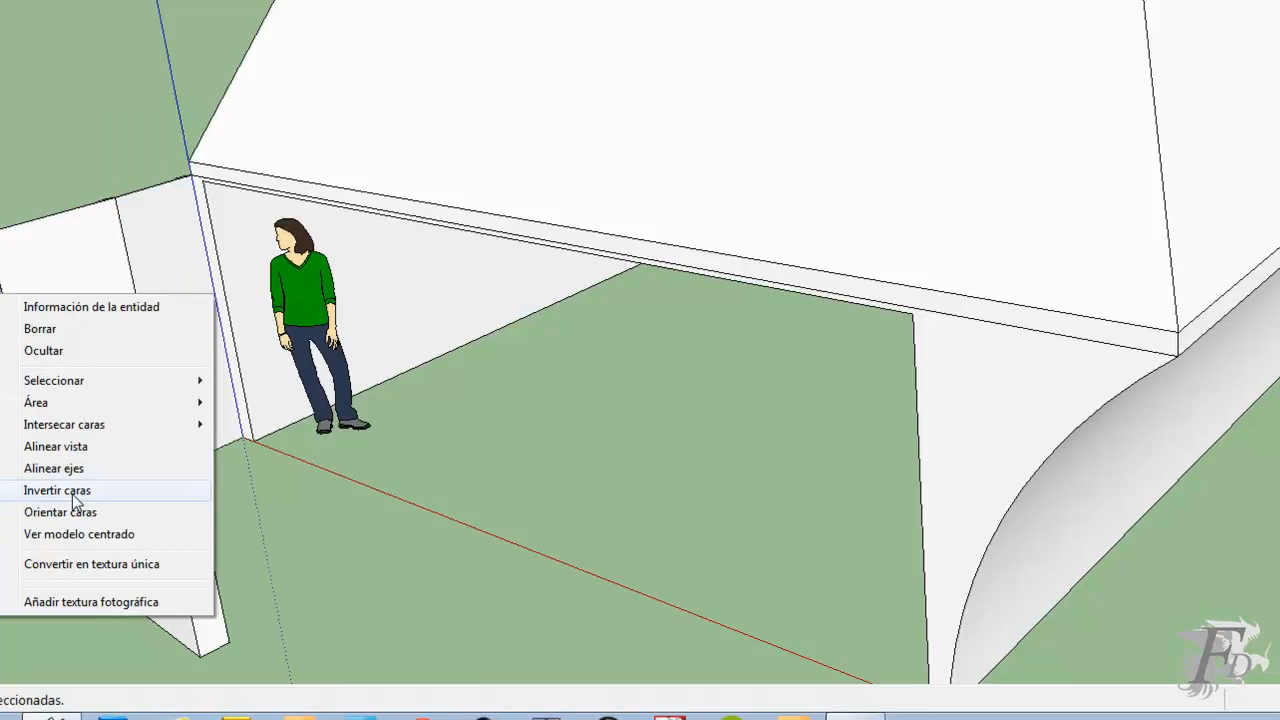 Información de la entidad
Borrar
Ocultar
Seleccionar
Área
Intersecar caras
Alinear vista
Alinear ejes
Invertir caras
Orientar caras
Ver modelo centrado
Convertir en textura única
Añadir textura fotográfica
eccionadas.
FD